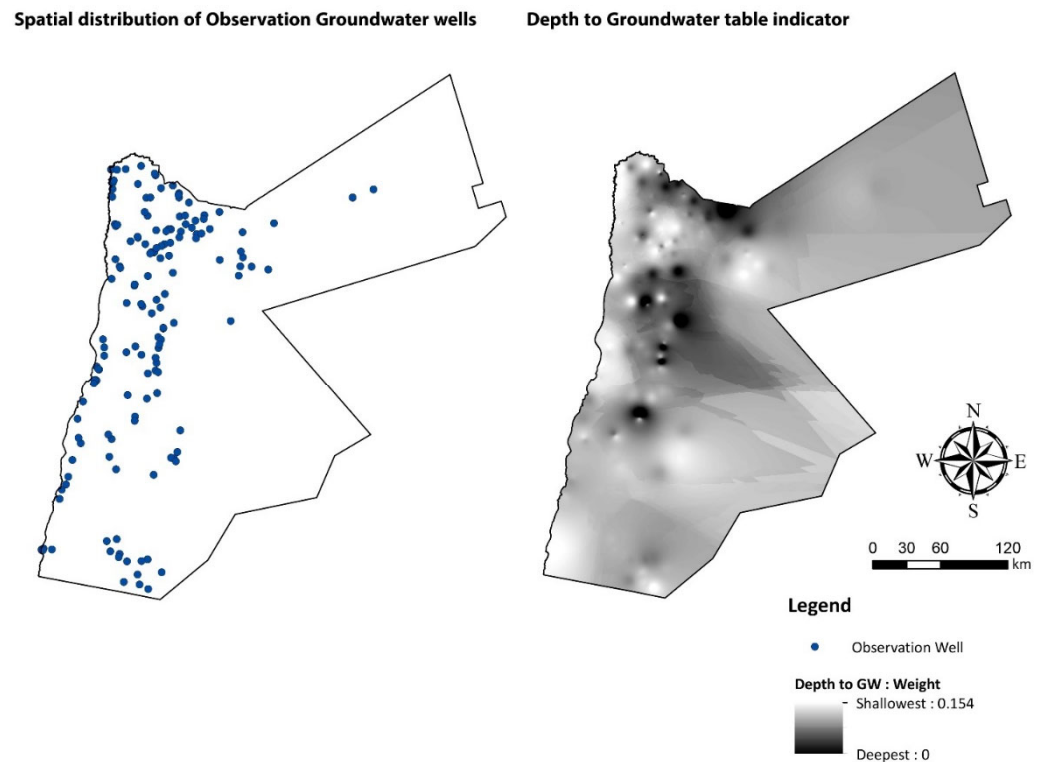 Spatial distribution of Observation Groundwater wells
Depth to Groundwater table indicator
N
W
E
S
0 30 60 120
km
Legend
Observation Well
Depth to GW : Weight
Shallowest : 0.154
Deepest : 0